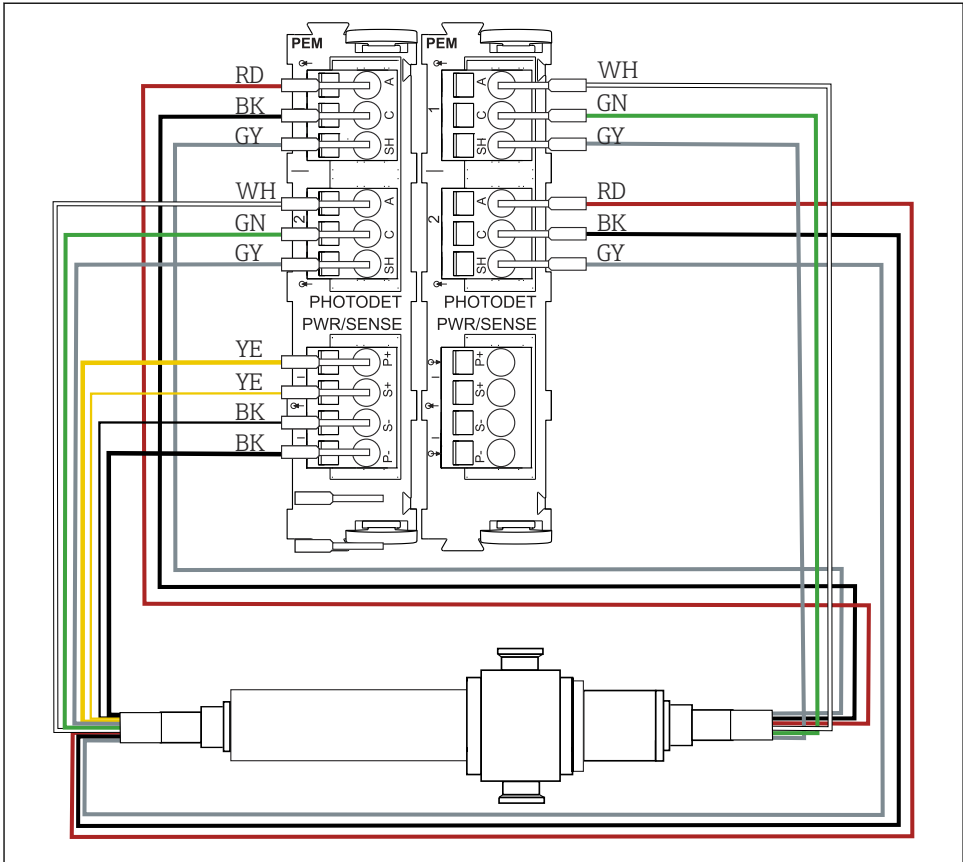 PEM PEM
RD A A WH
BK C 1 C GN
GY SH SH GY
WH A A RD
GN 2 C 2 C BK
GY SH SH GY
PHOTODET PHOTODET
PWR/SENSE PWR/SENSE
YE P+ P+
YE S+ S+
BK S- S-
BK P- P-